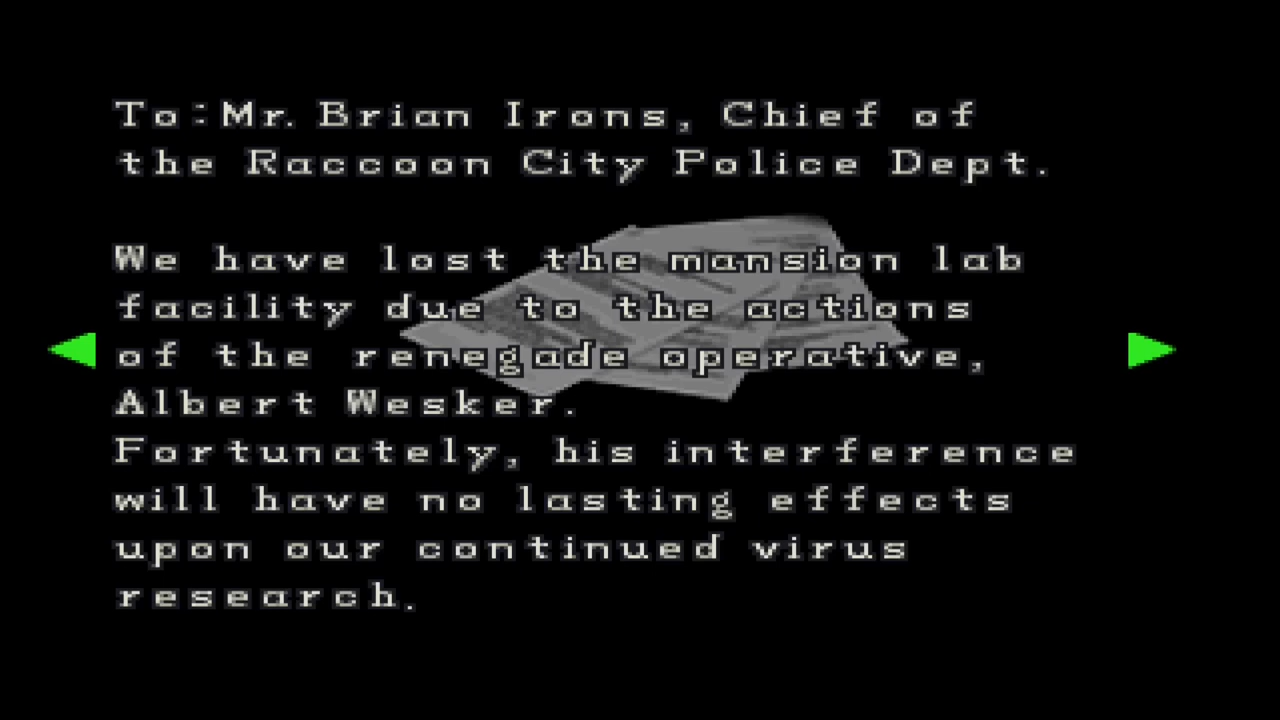 To:Mr. Brian Irons, Chief of
the Raccoon City Police Dept.
We have lost the mansion lab
facility due to the actions
of the renegade operative,
Albert Wesker.
Fortunately, his interference
will have no lasting effects
upon our continued virus
research.